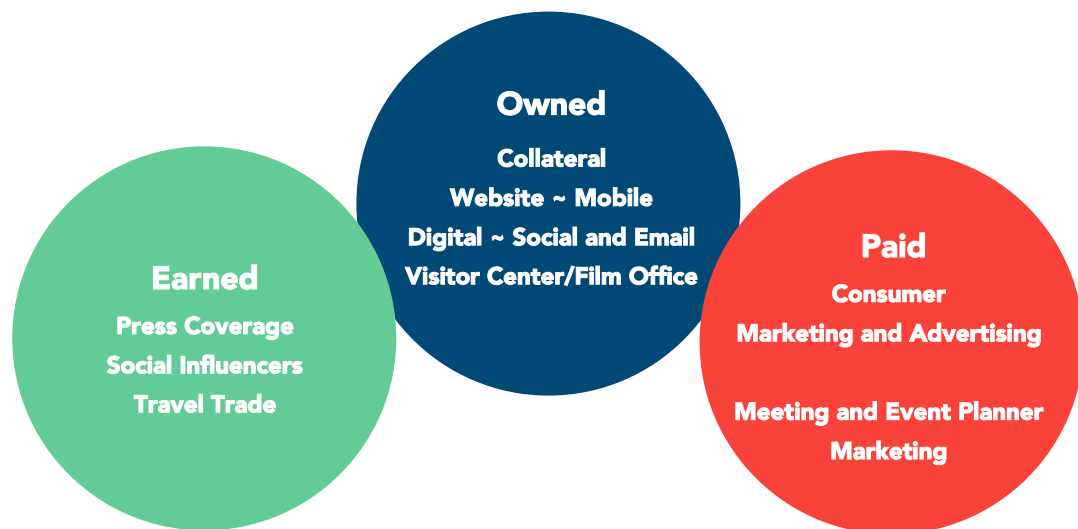 Owned
Collateral
Website ~ Mobile
Digital ~ Social and Email
Visitor Center/Film Office
Earned
Press Coverage
Social Influencers
Travel Trade
Paid
Consumer
Marketing and Advertising
Meeting and Event Planner
Marketing